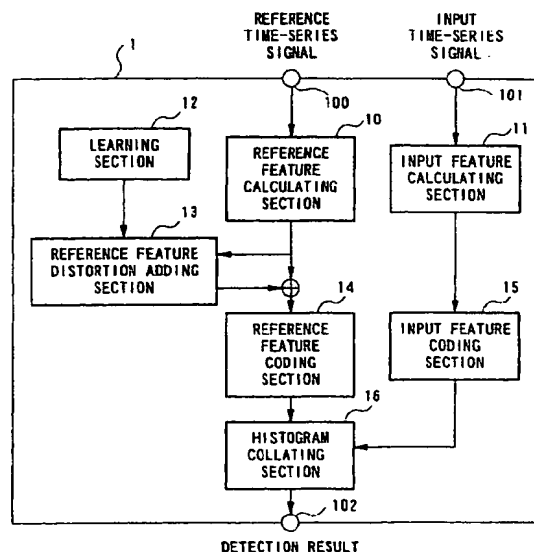 REFERENCE
TIME-SERIES
SIGNAL
INPUT
TIME-SERIES
SIGNAL
1
100
101
12
LEARNING
SECTION
10
REFERENCE
FEATURE
CALCULATING
SECTION
11
INPUT FEATURE
CALCULATING
SECTION
13
REFERENCE FEATURE
DISTORTION ADDING
SECTION
14
REFERENCE
FEATURE
CODING
SECTION
15
INPUT FEATURE
CODING
SECTION
16
HISTOGRAM
COLLATING
SECTION
102
DETECTION RESULT